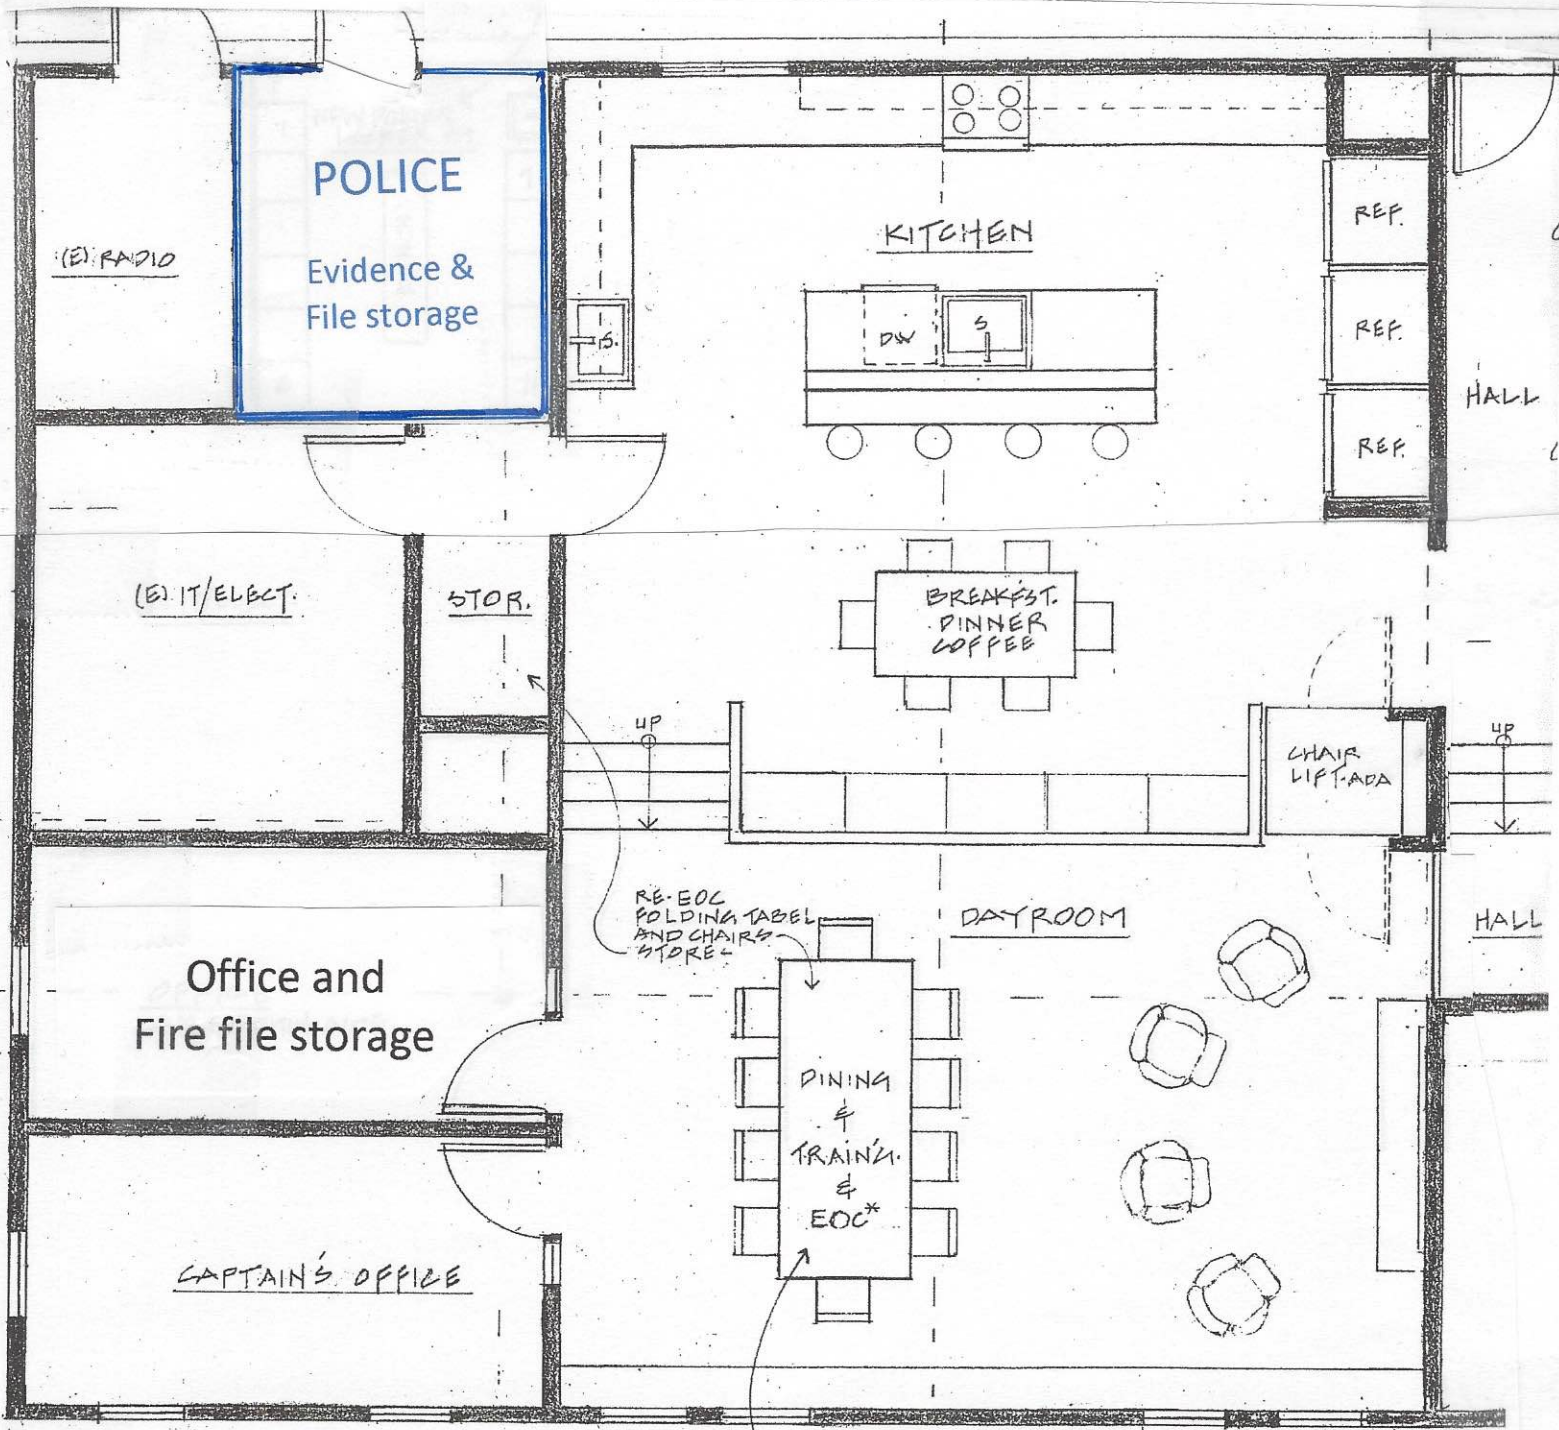 POLICE
Evidence &
File storage
(E) RADIO
KITCHEN
REF.
DW
S
S.
REF.
REF.
HALL
(E) IT/ELECT.
STOR.
BREAKFST.
DINNER
COFFEE
UP
CHAIR
LIFT-ADA
UP
RE-EOC
FOLDING TABEL
AND CHAIRS
STORE
DAYROOM
HALL
Office and
Fire file storage
DINING
&
TRAIN'G.
&
EOC*
CAPTAIN'S OFFICE